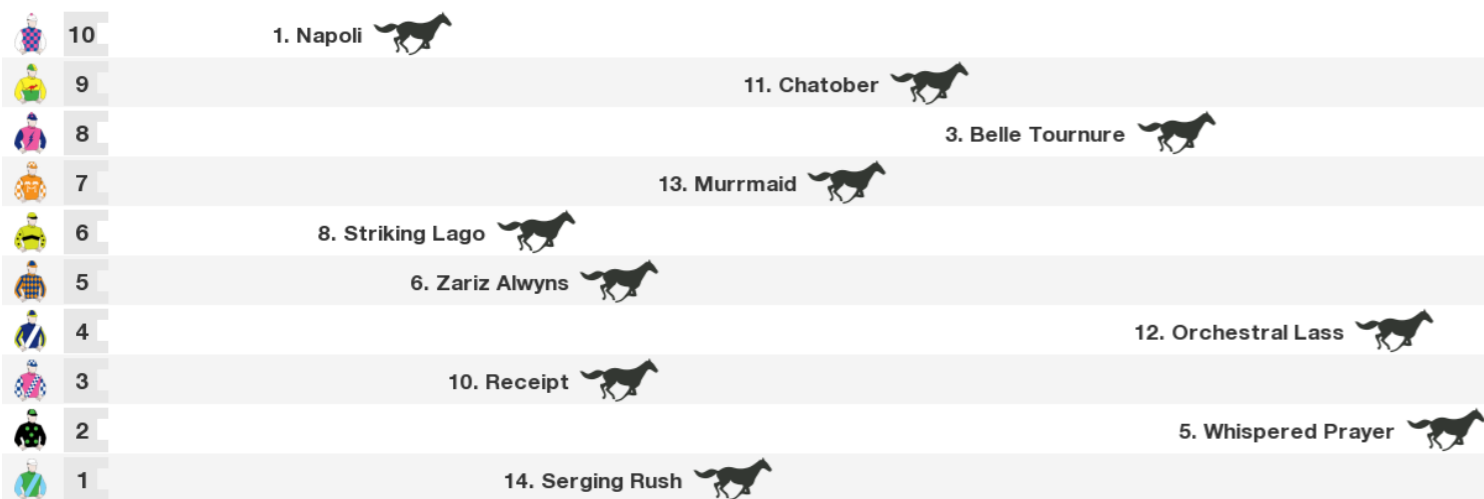 10 1. Napoli
9 11. Chatober
8 3. Belle Tournure
7 13. Murrmaid
6 8. Striking Lago
5 6. Zariz Alwyns
4 12. Orchestral Lass
3 10. Receipt
2 5. Whispered Prayer
1 14. Serging Rush